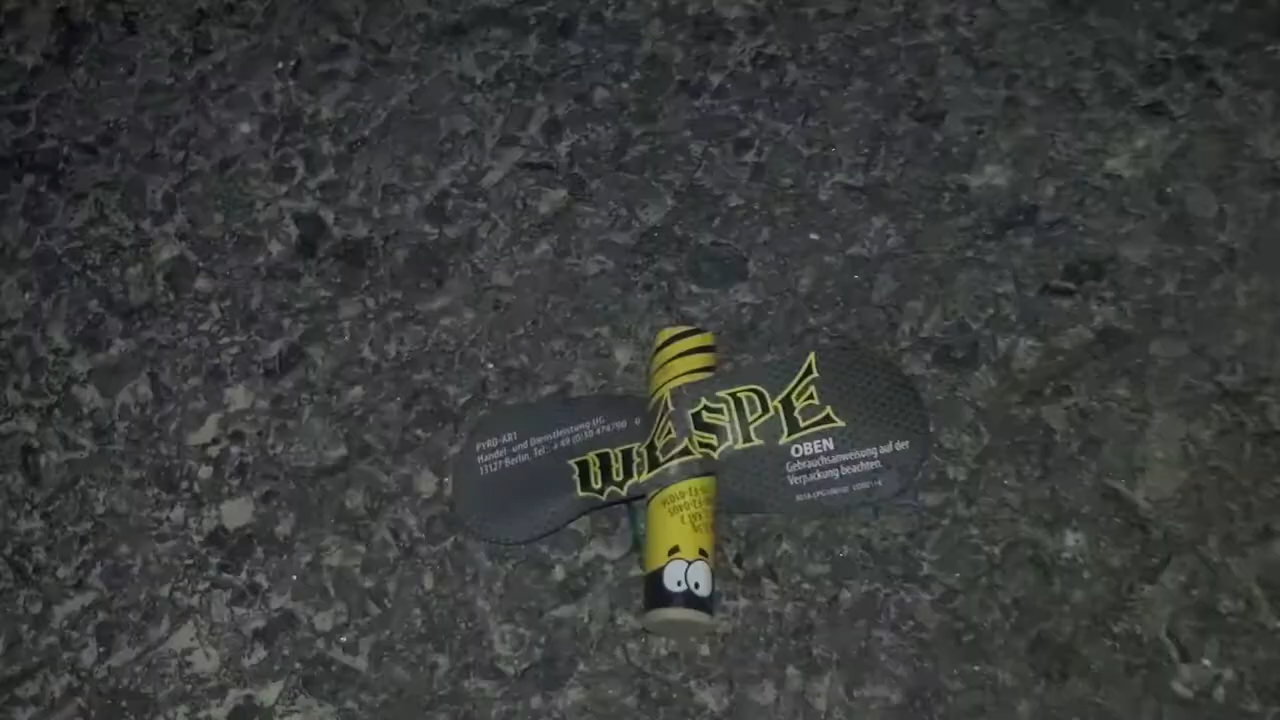 PYRO-ART
Handel- und Dienstleistung UG
13127 Berlin, Tel.: + 49 (0)30 474790
WESPE
OBEN
Gebrauchsanweisung auf der
Verpackung beachten.